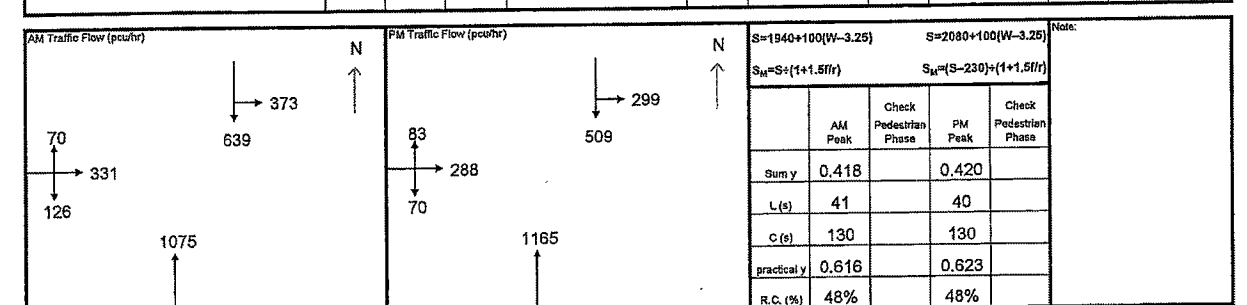 AM Traffic Flow (pcu/hr)
N
373
639
70
331
126
1075
PM Traffic Flow (pcu/hr)
N
299
509
83
288
70
1165
S=1940+100(W–3.25) S=2080+100(W–3.25)
SM=S÷(1+1.5f/r) SM=(S–230)÷(1+1.5f/r)
AM Peak
Check Pedestrian Phase
PM Peak
Check Pedestrian Phase
Sum y 0.418 0.420
L (s) 41 40
C (s) 130 130
practical y 0.616 0.623
R.C. (%) 48% 48%
Note: